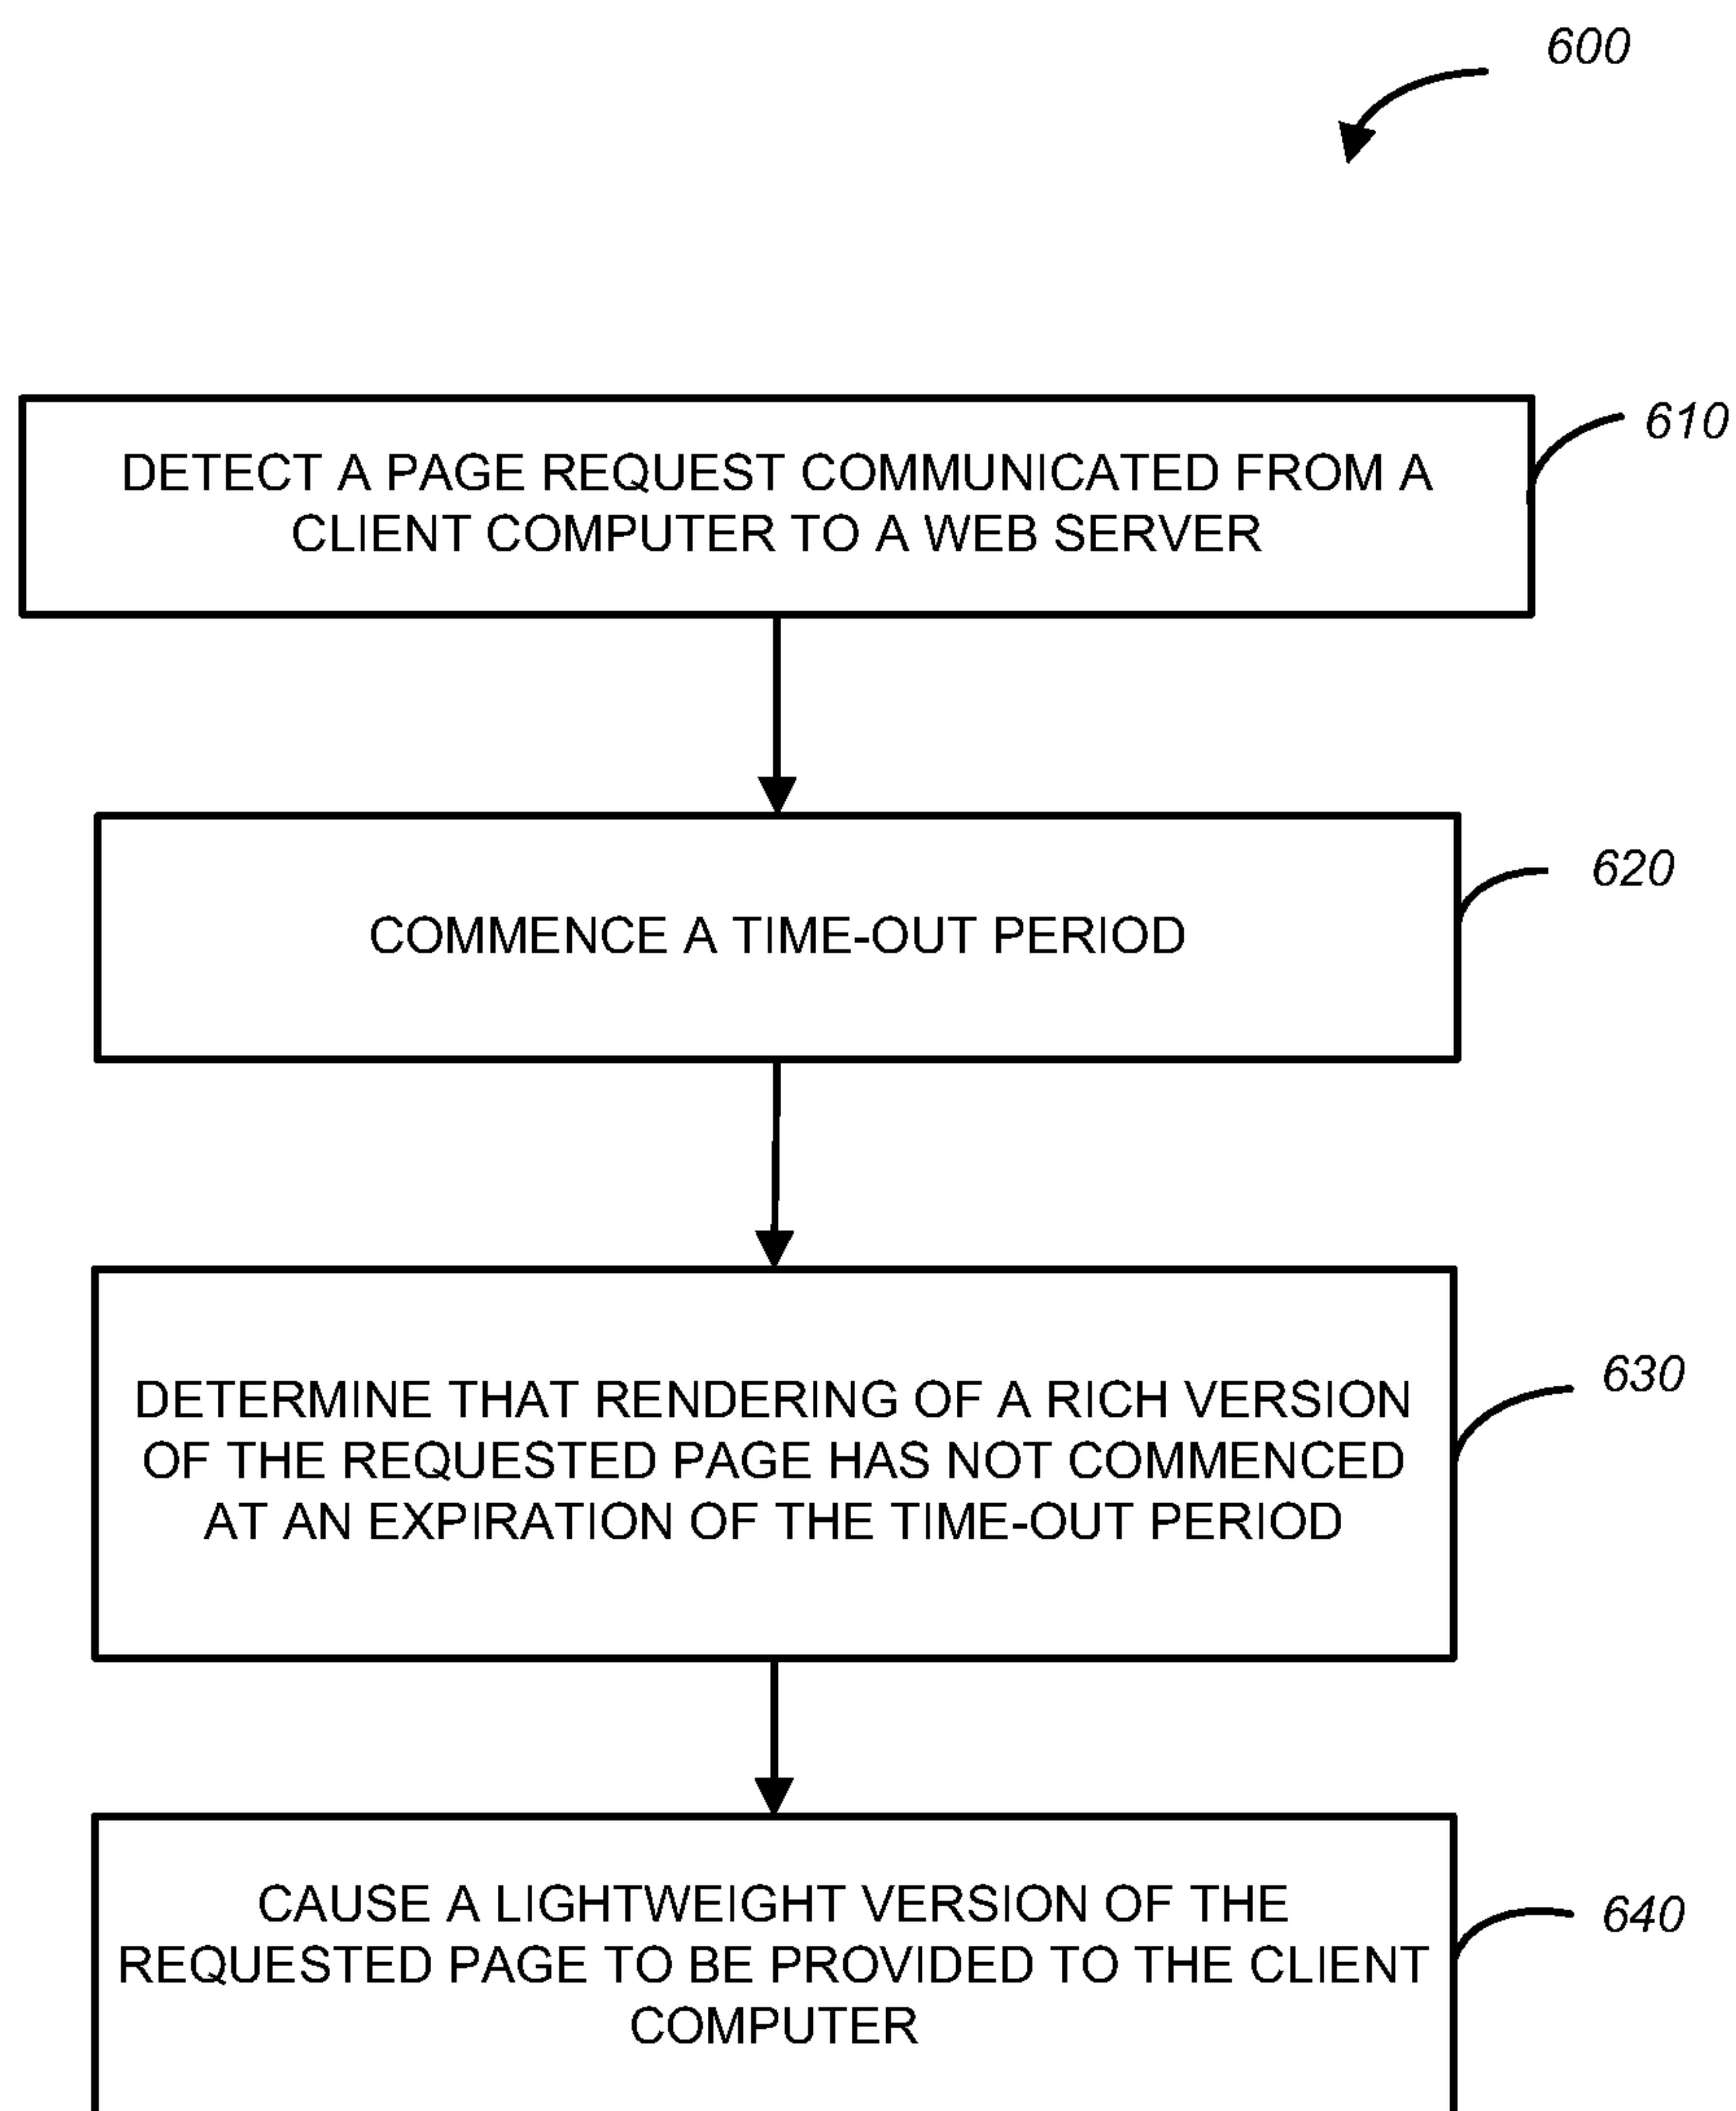 600
DETECT A PAGE REQUEST COMMUNICATED FROM A
CLIENT COMPUTER TO A WEB SERVER
610
COMMENCE A TIME-OUT PERIOD
620
DETERMINE THAT RENDERING OF A RICH VERSION
OF THE REQUESTED PAGE HAS NOT COMMENCED
AT AN EXPIRATION OF THE TIME-OUT PERIOD
630
CAUSE A LIGHTWEIGHT VERSION OF THE
REQUESTED PAGE TO BE PROVIDED TO THE CLIENT
COMPUTER
640